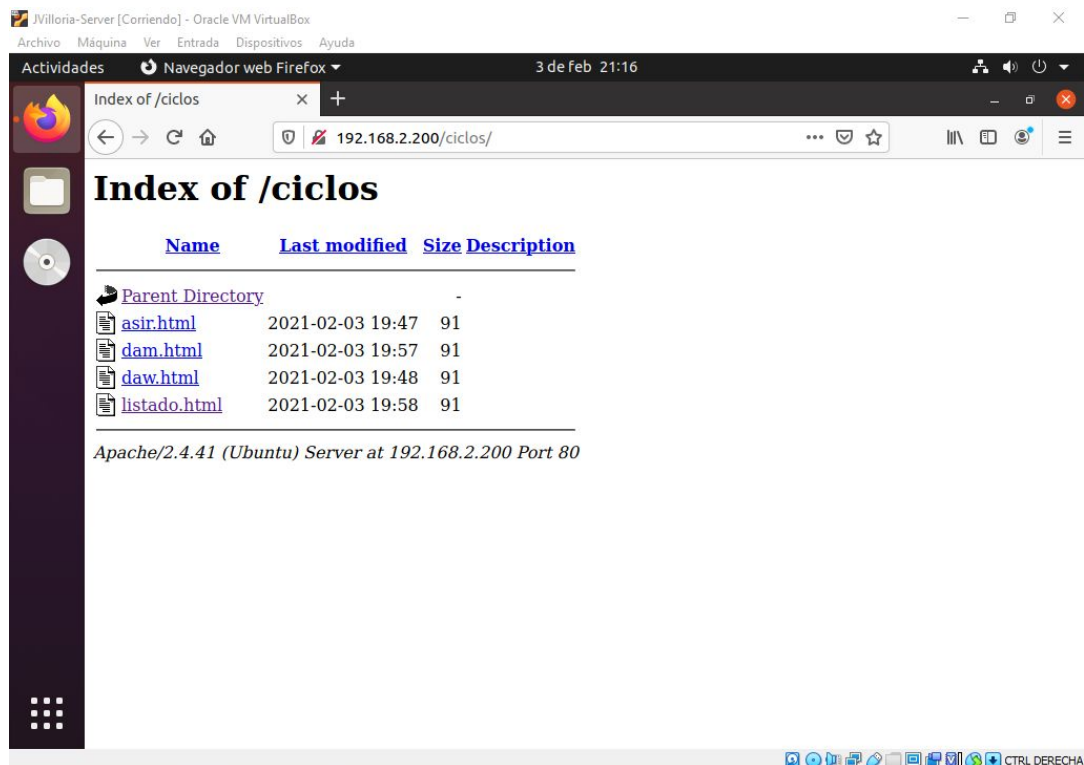 JVilloria-Server [Corriendo] - Oracle VM VirtualBox
Archivo Máquina Ver Entrada Dispositivos Ayuda
Actividades Navegador web Firefox 3 de feb 21:16
Index of /ciclos
192.168.2.200/ciclos/
Index of /ciclos
Name Last modified Size Description
Parent Directory -
asir.html 2021-02-03 19:47 91
dam.html 2021-02-03 19:57 91
daw.html 2021-02-03 19:48 91
listado.html 2021-02-03 19:58 91
Apache/2.4.41 (Ubuntu) Server at 192.168.2.200 Port 80
CTRL DERECHA